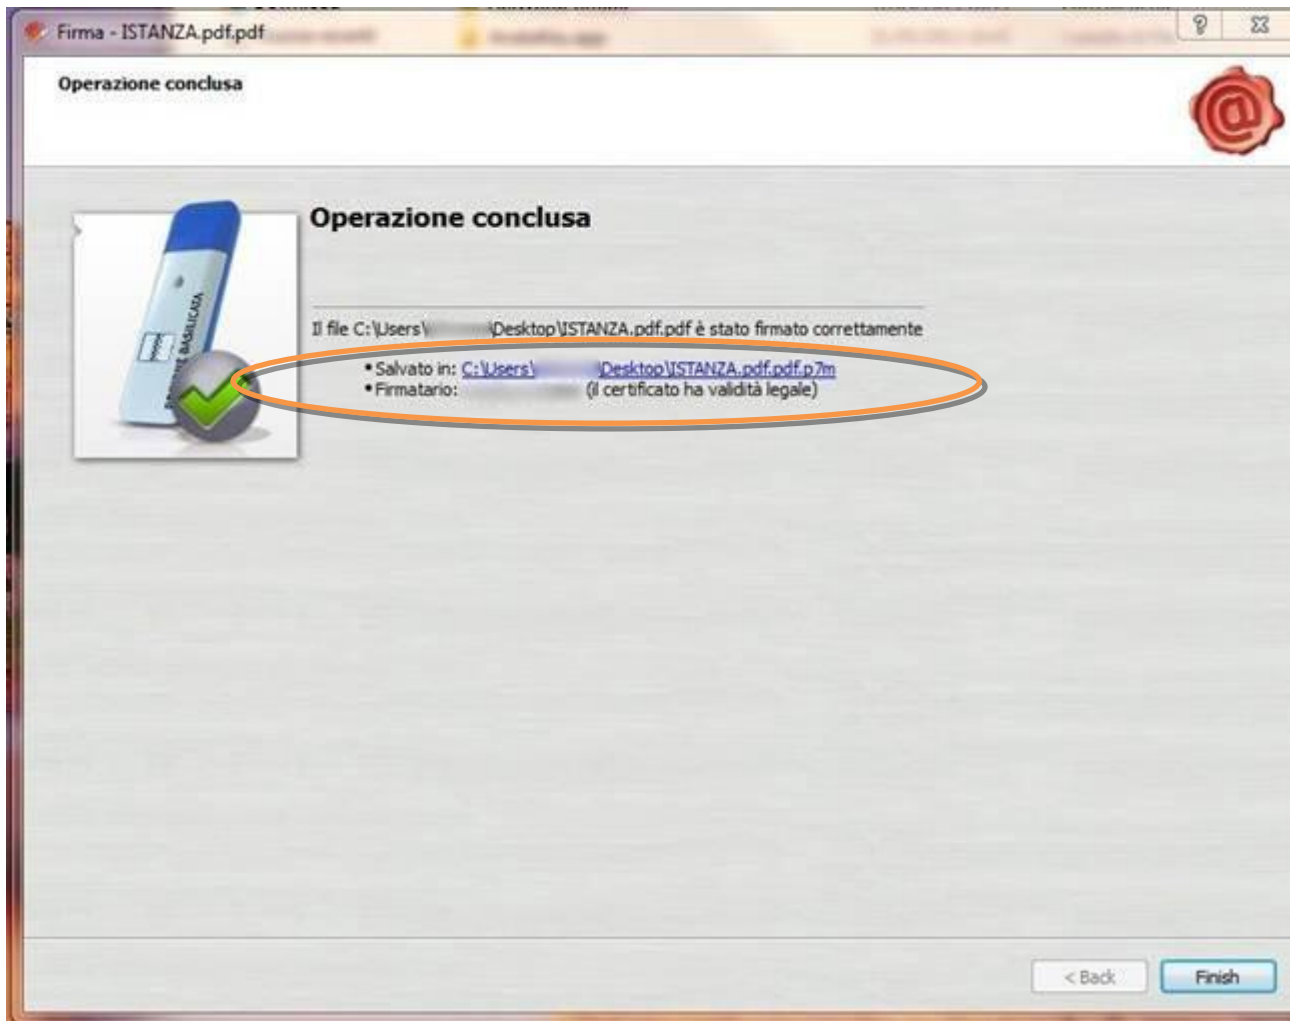 Firma - ISTANZA.pdf.pdf
Operazione conclusa
@
Operazione conclusa
BASILICATA
Il file C:\Users\ \Desktop\ISTANZA.pdf.pdf è stato firmato correttamente
• Salvato in: C:\Users\ \Desktop\ISTANZA.pdf.pdf.p7m
• Firmatario: (il certificato ha validità legale)
< Back
Finish